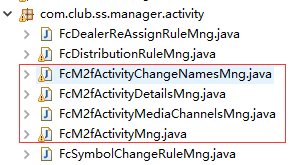 com.club.ss.manager.activity
FcDealerReAssignRuleMng.java
FcDistributionRuleMng.java
FcM2fActivityChangeNamesMng.java
FcM2fActivityDetailsMng.java
FcM2fActivityMediaChannelsMng.java
FcM2fActivityMng.java
FcSymbolChangeRuleMng.java